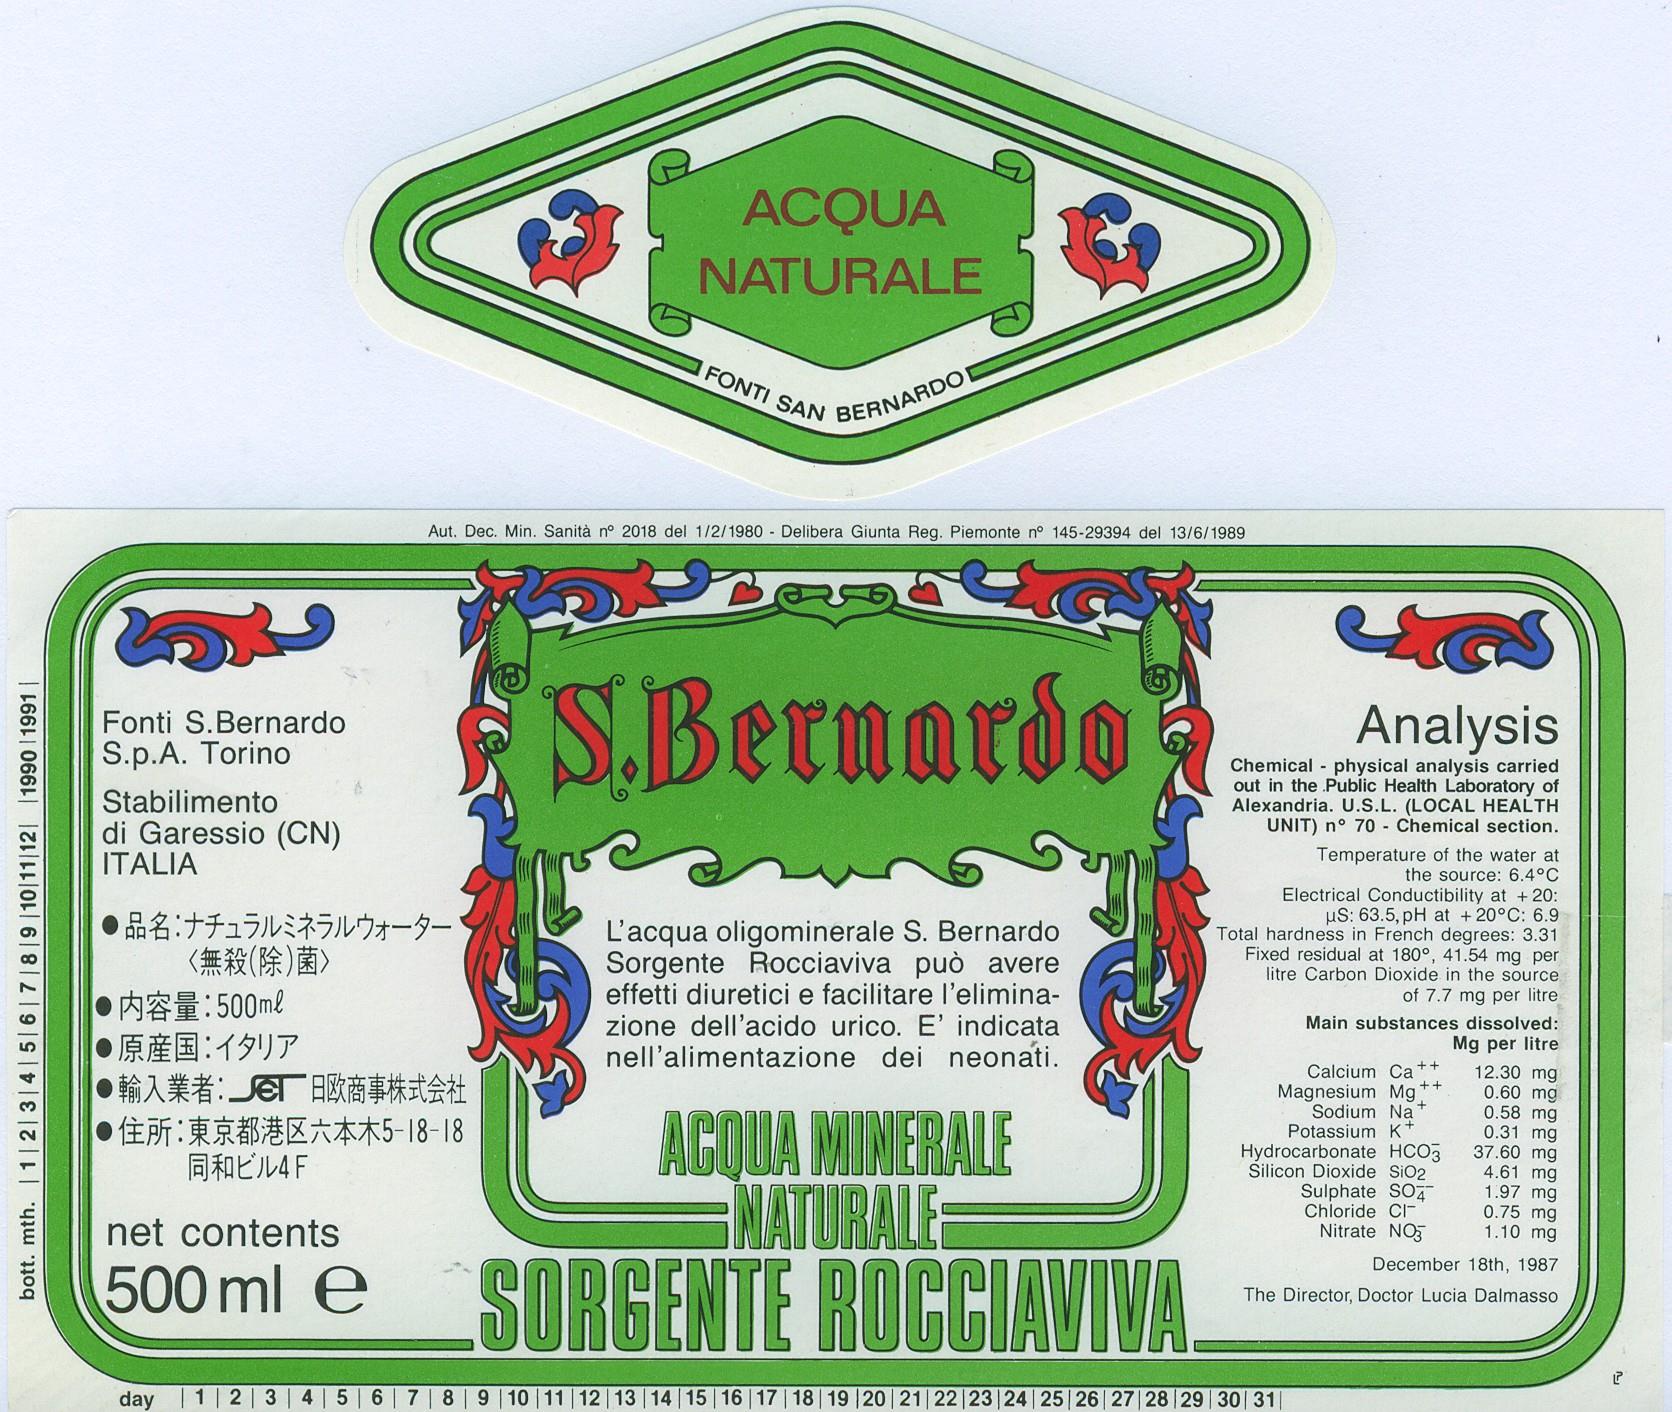 ACQUA
NATURALE
FONTI SAN BERNARDO
Aut. Dec. Min. Sanità nº 2018 del 1/2/1980 - Delibera Giunta Reg. Piemonte nº 145-29394 del 13/6/1989
S.Bernardo
Fonti S.Bernardo
S.p.A. Torino
Stabilimento
di Garessio (CN)
ITALIA
●品名:ナチュラルミネラルウォーター
〈無殺(除)菌〉
●内容量:500mℓ
●原産国:イタリア
●輸入業者:JET 日欧商事株式会社
●住所:東京都港区六本木5-18-18
同和ビル4F
net contents
500 ml ℮
L'acqua oligominerale S. Bernardo
Sorgente Rocciaviva può avere
effetti diuretici e facilitare l'elimina-
zione dell'acido urico. E' indicata
nell'alimentazione dei neonati.
ACQUA MINERALE
NATURALE
SORGENTE ROCCIAVIVA
Analysis
Chemical - physical analysis carried
out in the Public Health Laboratory of
Alexandria. U.S.L. (LOCAL HEALTH
UNIT) nº 70 - Chemical section.
Temperature of the water at
the source: 6.4°C
Electrical Conductibility at +20:
µS: 63.5, pH at +20°C: 6.9
Total hardness in French degrees: 3.31
Fixed residual at 180°, 41.54 mg per
litre Carbon Dioxide in the source
of 7.7 mg per litre
Main substances dissolved:
Mg per litre
Calcium Ca++ 12.30 mg
Magnesium Mg++ 0.60 mg
Sodium Na+ 0.58 mg
Potassium K+ 0.31 mg
Hydrocarbonate HCO3- 37.60 mg
Silicon Dioxide SiO2 4.61 mg
Sulphate SO4-- 1.97 mg
Chloride Cl- 0.75 mg
Nitrate NO3- 1.10 mg
December 18th, 1987
The Director, Doctor Lucia Dalmasso
bott. mth. | 1 | 2 | 3 | 4 | 5 | 6 | 7 | 8 | 9 | 10 | 11 | 12 | | 1990 | 1991 |
day | 1 | 2 | 3 | 4 | 5 | 6 | 7 | 8 | 9 | 10 | 11 | 12 | 13 | 14 | 15 | 16 | 17 | 18 | 19 | 20 | 21 | 22 | 23 | 24 | 25 | 26 | 27 | 28 | 29 | 30 | 31 |